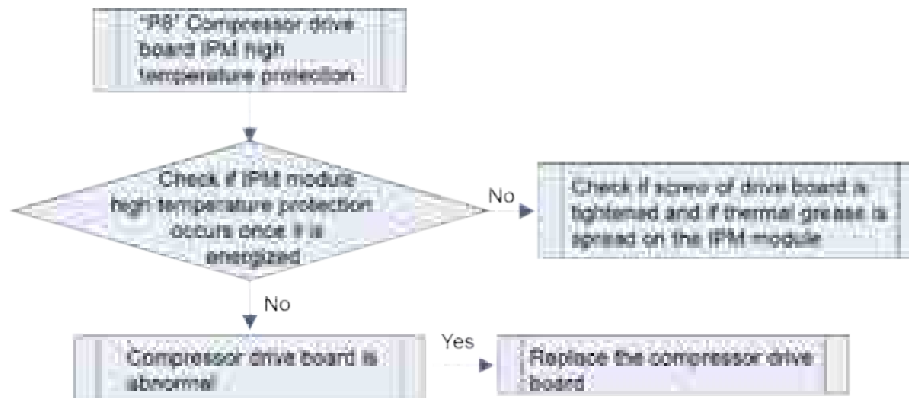 "P8" Compressor drive
board IPM high
temperature protection
Check if IPM module
high temperature protection
occurs once it is
energized
No
Check if screw of drive board is
tightened and if thermal grease is
spread on the IPM module
No
Compressor drive board is
abnormal
Yes
Replace the compressor drive
board